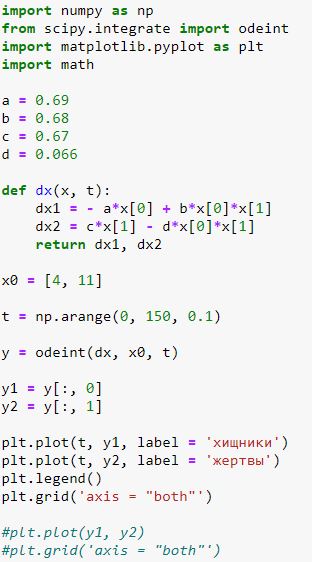 import numpy as np
from scipy.integrate import odeint
import matplotlib.pyplot as plt
import math

a = 0.69
b = 0.68
c = 0.67
d = 0.066

def dx(x, t):
    dx1 = - a*x[0] + b*x[0]*x[1]
    dx2 = c*x[1] - d*x[0]*x[1]
    return dx1, dx2

x0 = [4, 11]

t = np.arange(0, 150, 0.1)

y = odeint(dx, x0, t)

y1 = y[:, 0]
y2 = y[:, 1]

plt.plot(t, y1, label = 'хищники')
plt.plot(t, y2, label = 'жертвы')
plt.legend()
plt.grid('axis = "both"')

#plt.plot(y1, y2)
#plt.grid('axis = "both"')